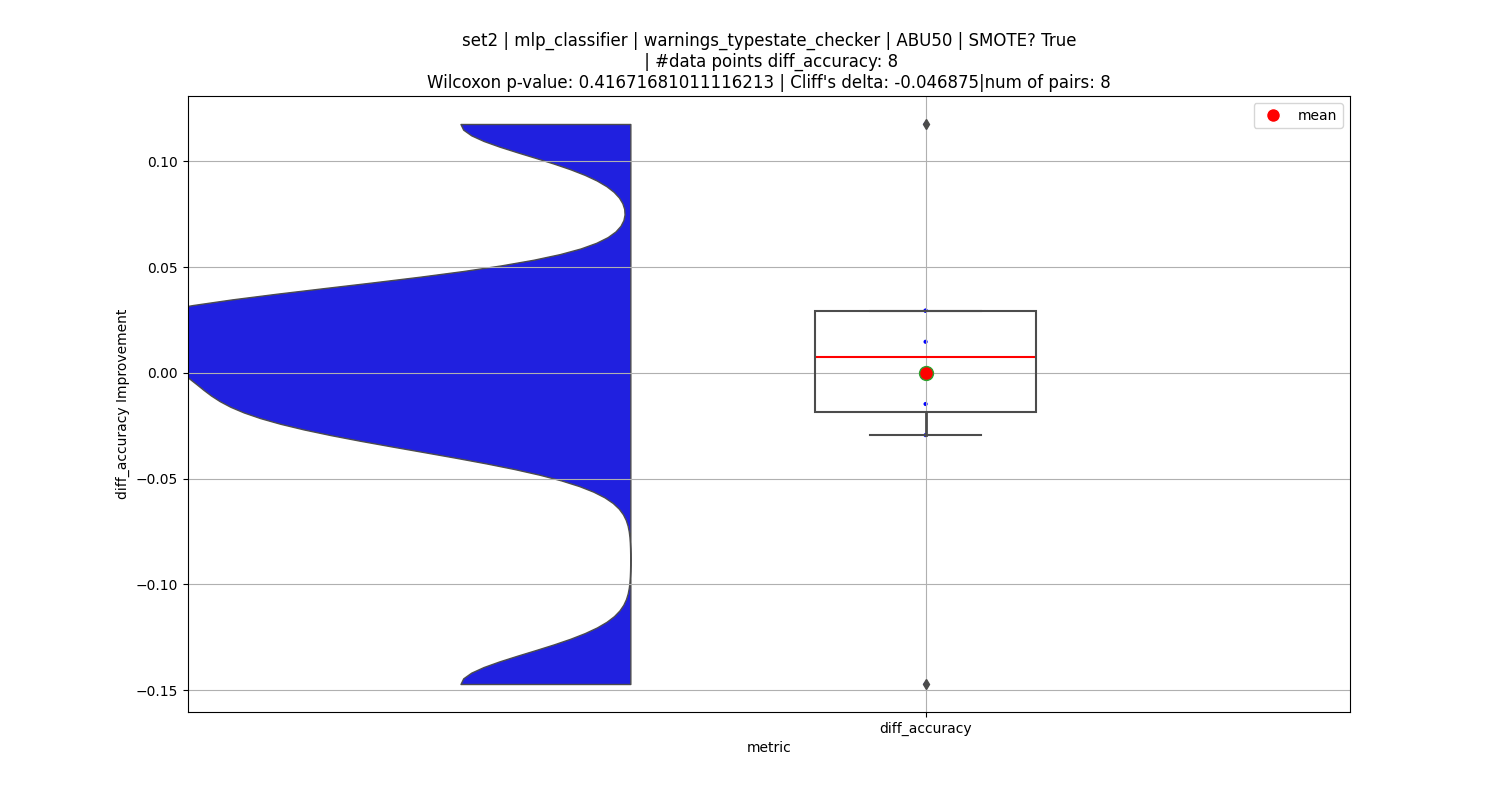 set2 | mlp_classifier | warnings_typestate_checker | ABU50 | SMOTE? True
| #data points diff_accuracy: 8
Wilcoxon p-value: 0.41671681011116213 | Cliff's delta: -0.046875|num of pairs: 8
mean
0.10
0.05
0.00
−0.05
−0.10
−0.15
diff_accuracy Improvement
diff_accuracy
metric